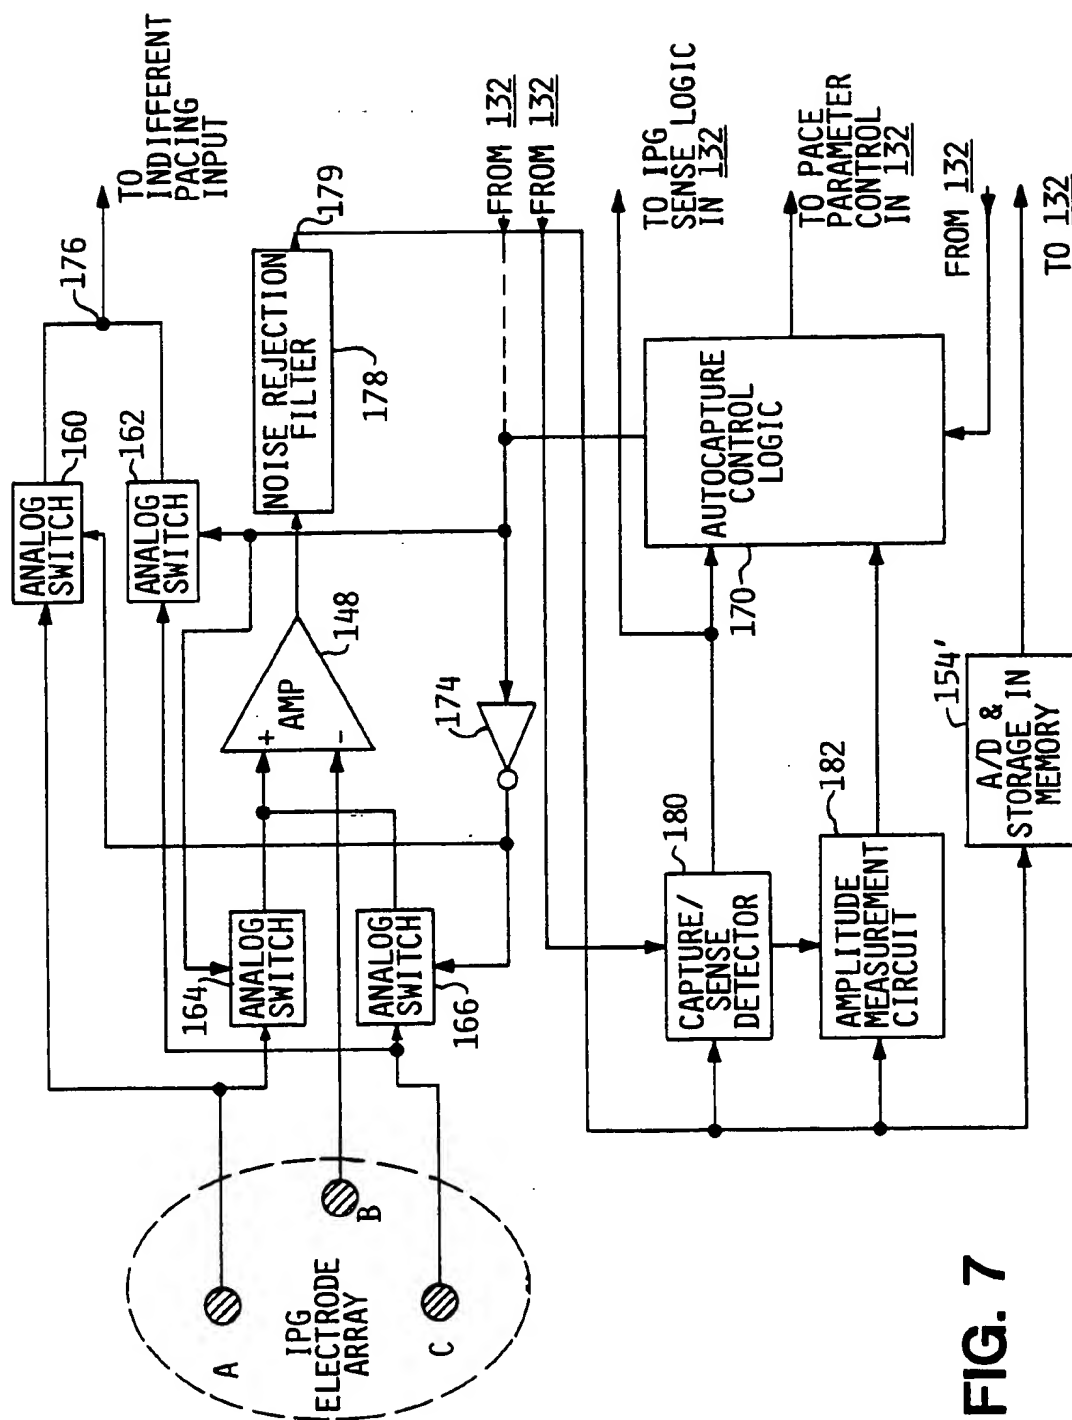 IPG
ELECTRODE
ARRAY
A
B
C
ANALOG
SWITCH
160
ANALOG
SWITCH
162
176
TO
INDIFFERENT
PACING
INPUT
164
ANALOG
SWITCH
ANALOG
SWITCH
166
+
-
AMP
148
NOISE REJECTION
FILTER
178
179
174
FROM 132
FROM 132
CAPTURE/
SENSE
DETECTOR
180
AMPLITUDE
MEASUREMENT
CIRCUIT
182
AUTOCAPTURE
CONTROL
LOGIC
170
TO IPG
SENSE LOGIC
IN 132
TO PACE
PARAMETER
CONTROL
IN 132
FROM 132
A/D &
STORAGE IN
MEMORY
154'
TO 132
FIG. 7